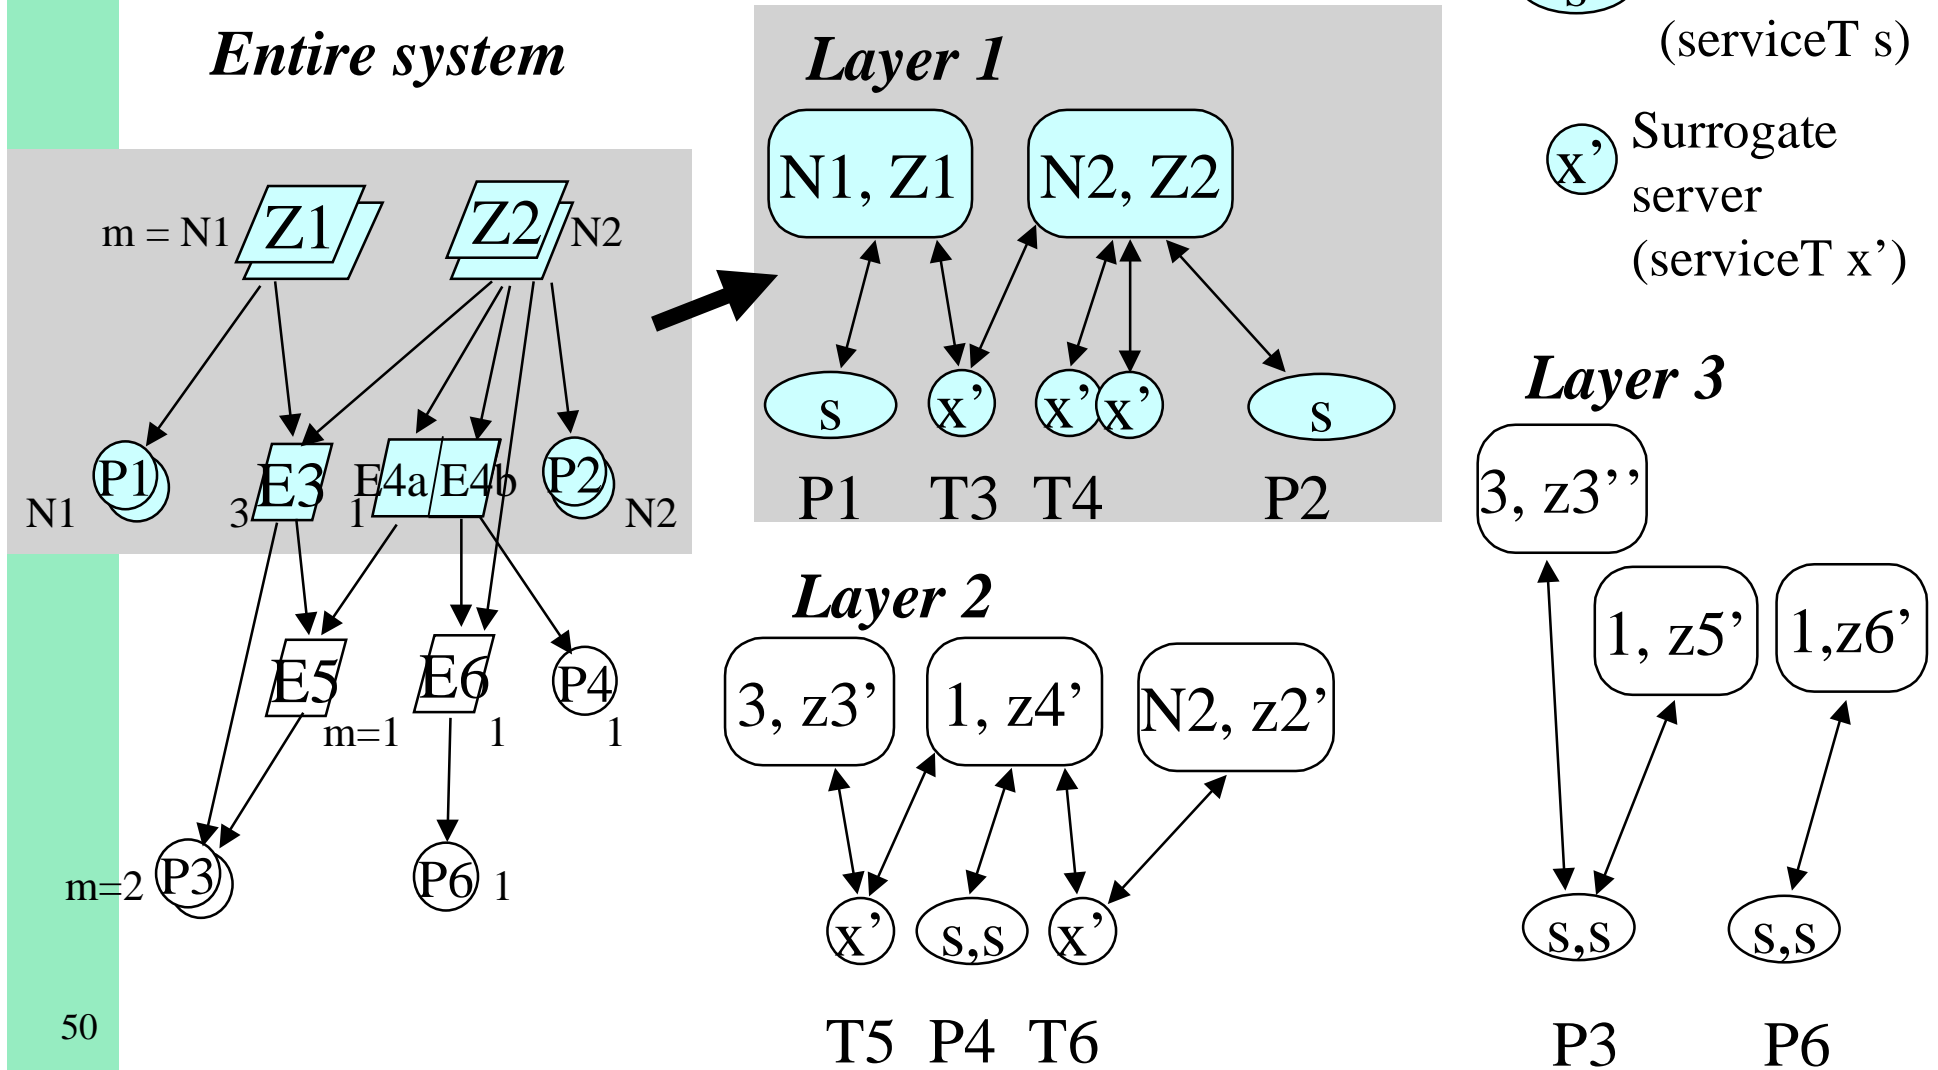 Entire system
m = N1
Z1
Z2
N2
P1
N1
E3
3
E4a
E4b
1
P2
N2
E5
m=1
E6
1
P4
1
P3
m=2
P6
1
50
Layer 1
N1, Z1
N2, Z2
s
x’
x’
x’
s
P1
T3
T4
P2
Layer 2
3, z3’
1, z4’
N2, z2’
x’
s,s
x’
T5
P4
T6
s
(serviceT s)
x’
Surrogate
server
(serviceT x’)
Layer 3
3, z3’’
1, z5’
1,z6’
s,s
s,s
P3
P6